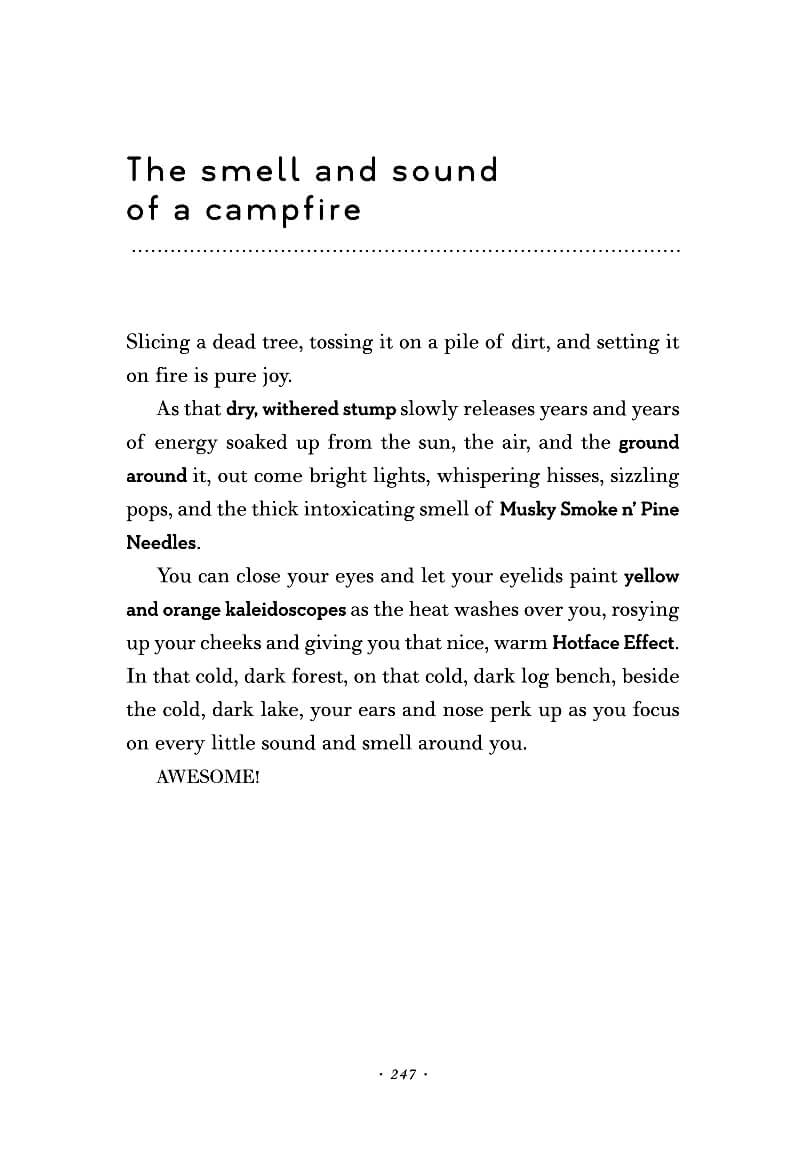 The smell and sound
of a campfire
Slicing a dead tree, tossing it on a pile of dirt, and setting it
on fire is pure joy.
As that dry, withered stump slowly releases years and years
of energy soaked up from the sun, the air, and the ground
around it, out come bright lights, whispering hisses, sizzling
pops, and the thick intoxicating smell of Musky Smoke n’ Pine
Needles.
You can close your eyes and let your eyelids paint yellow
and orange kaleidoscopes as the heat washes over you, rosying
up your cheeks and giving you that nice, warm Hotface Effect.
In that cold, dark forest, on that cold, dark log bench, beside
the cold, dark lake, your ears and nose perk up as you focus
on every little sound and smell around you.
AWESOME!
· 247 ·